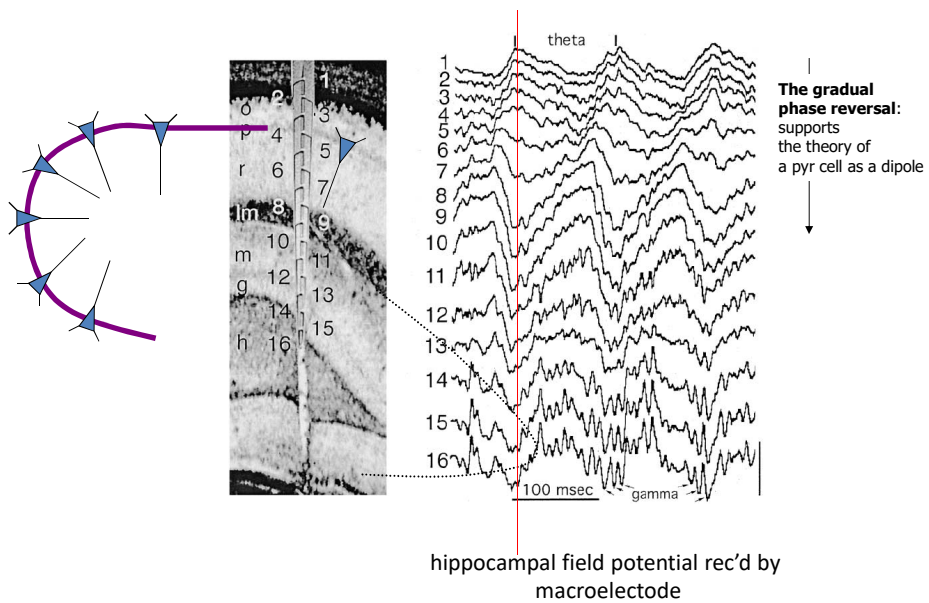 theta
1
2
3
4
5
6
7
8
9
10
11
12
13
14
15
16
100 msec
gamma
1
2
3
o
p
4
5
r
6
7
lm
8
9
10
m
11
12
g
13
14
15
h
16
The gradual
phase reversal:
supports
the theory of
a pyr cell as a dipole
hippocampal field potential rec'd by
macroelectode